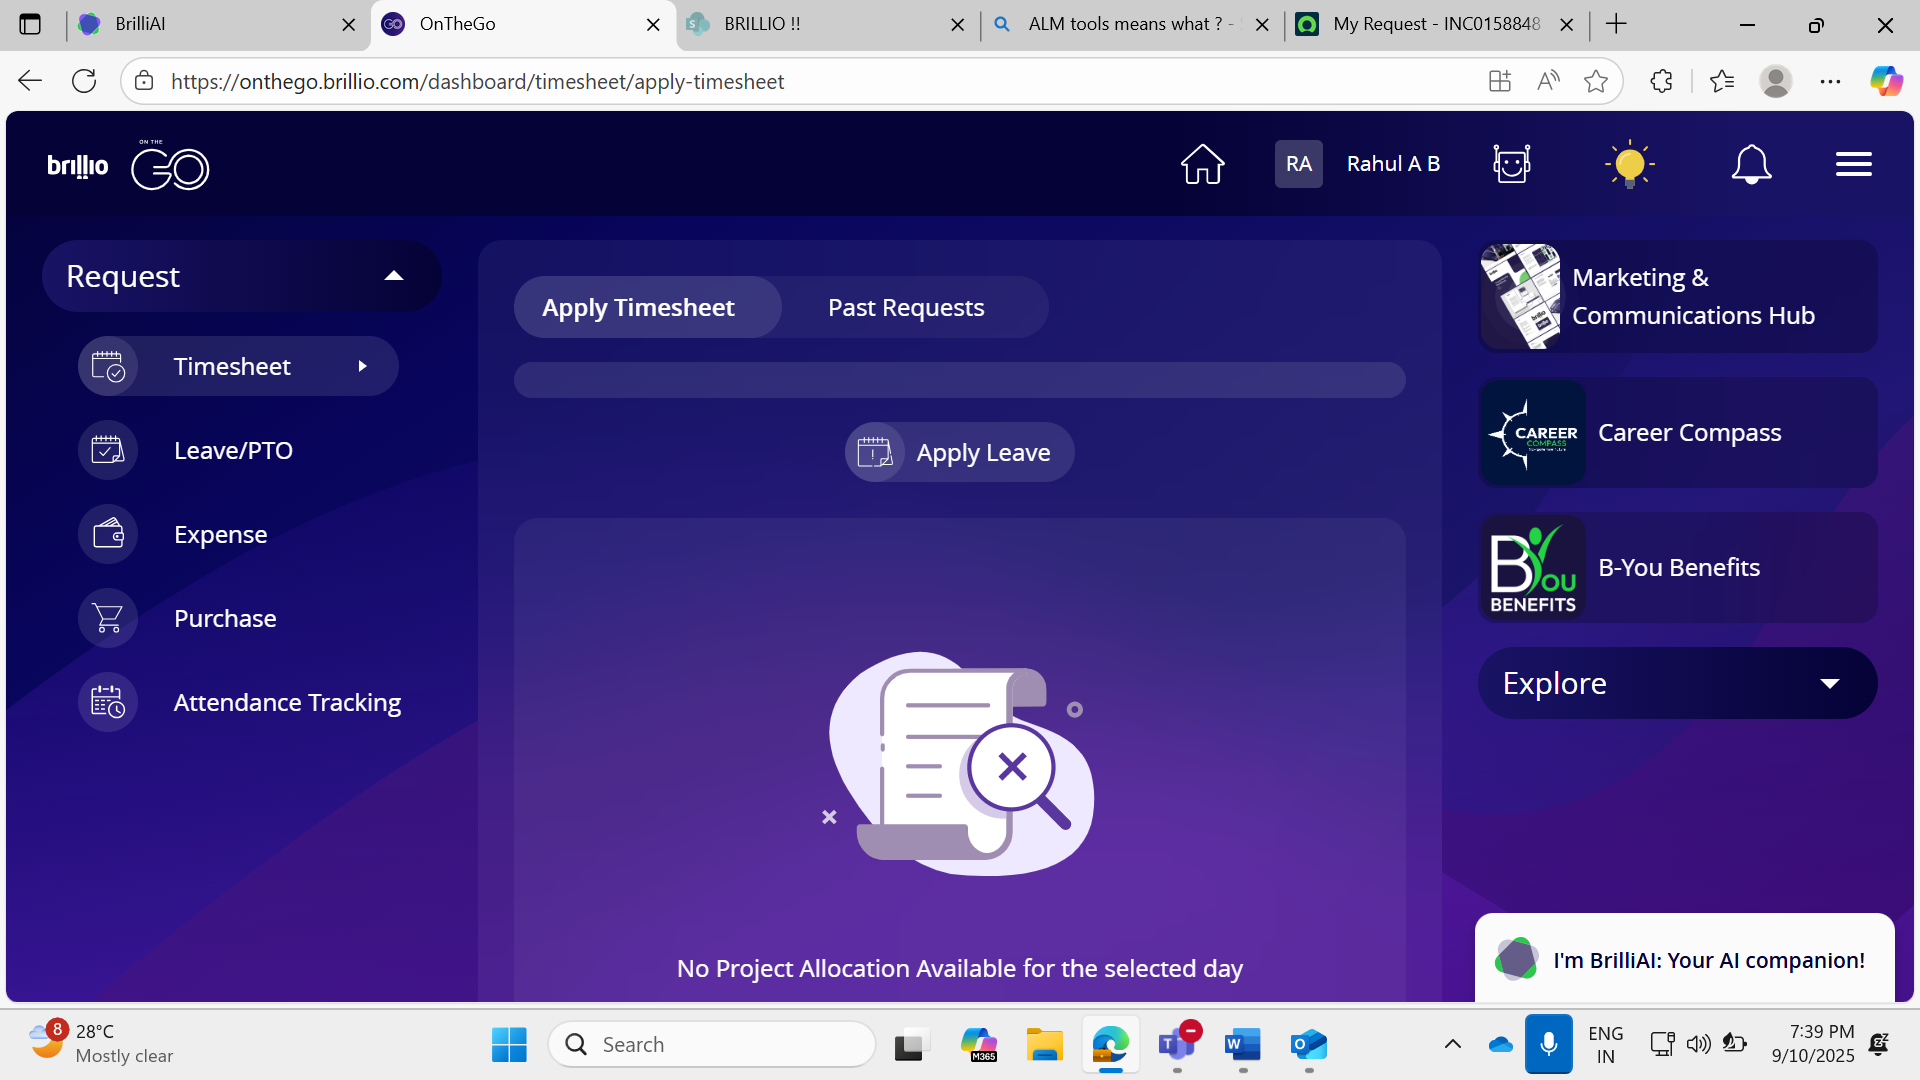 BrilliAI
OnTheGo
BRILLIO !!
ALM tools means what ? -
My Request - INC0158848
https://onthego.brillio.com/dashboard/timesheet/apply-timesheet
brillio
ON THE
GO
RA
Rahul A B
Request
Timesheet
Leave/PTO
Expense
Purchase
Attendance Tracking
Apply Timesheet
Past Requests
Apply Leave
No Project Allocation Available for the selected day
Marketing &
Communications Hub
CAREER
COMPASS
Career Compass
BYOU
BENEFITS
B-You Benefits
Explore
I'm BrilliAI: Your AI companion!
8
28°C
Mostly clear
Search
M365
ENG
IN
7:39 PM
9/10/2025